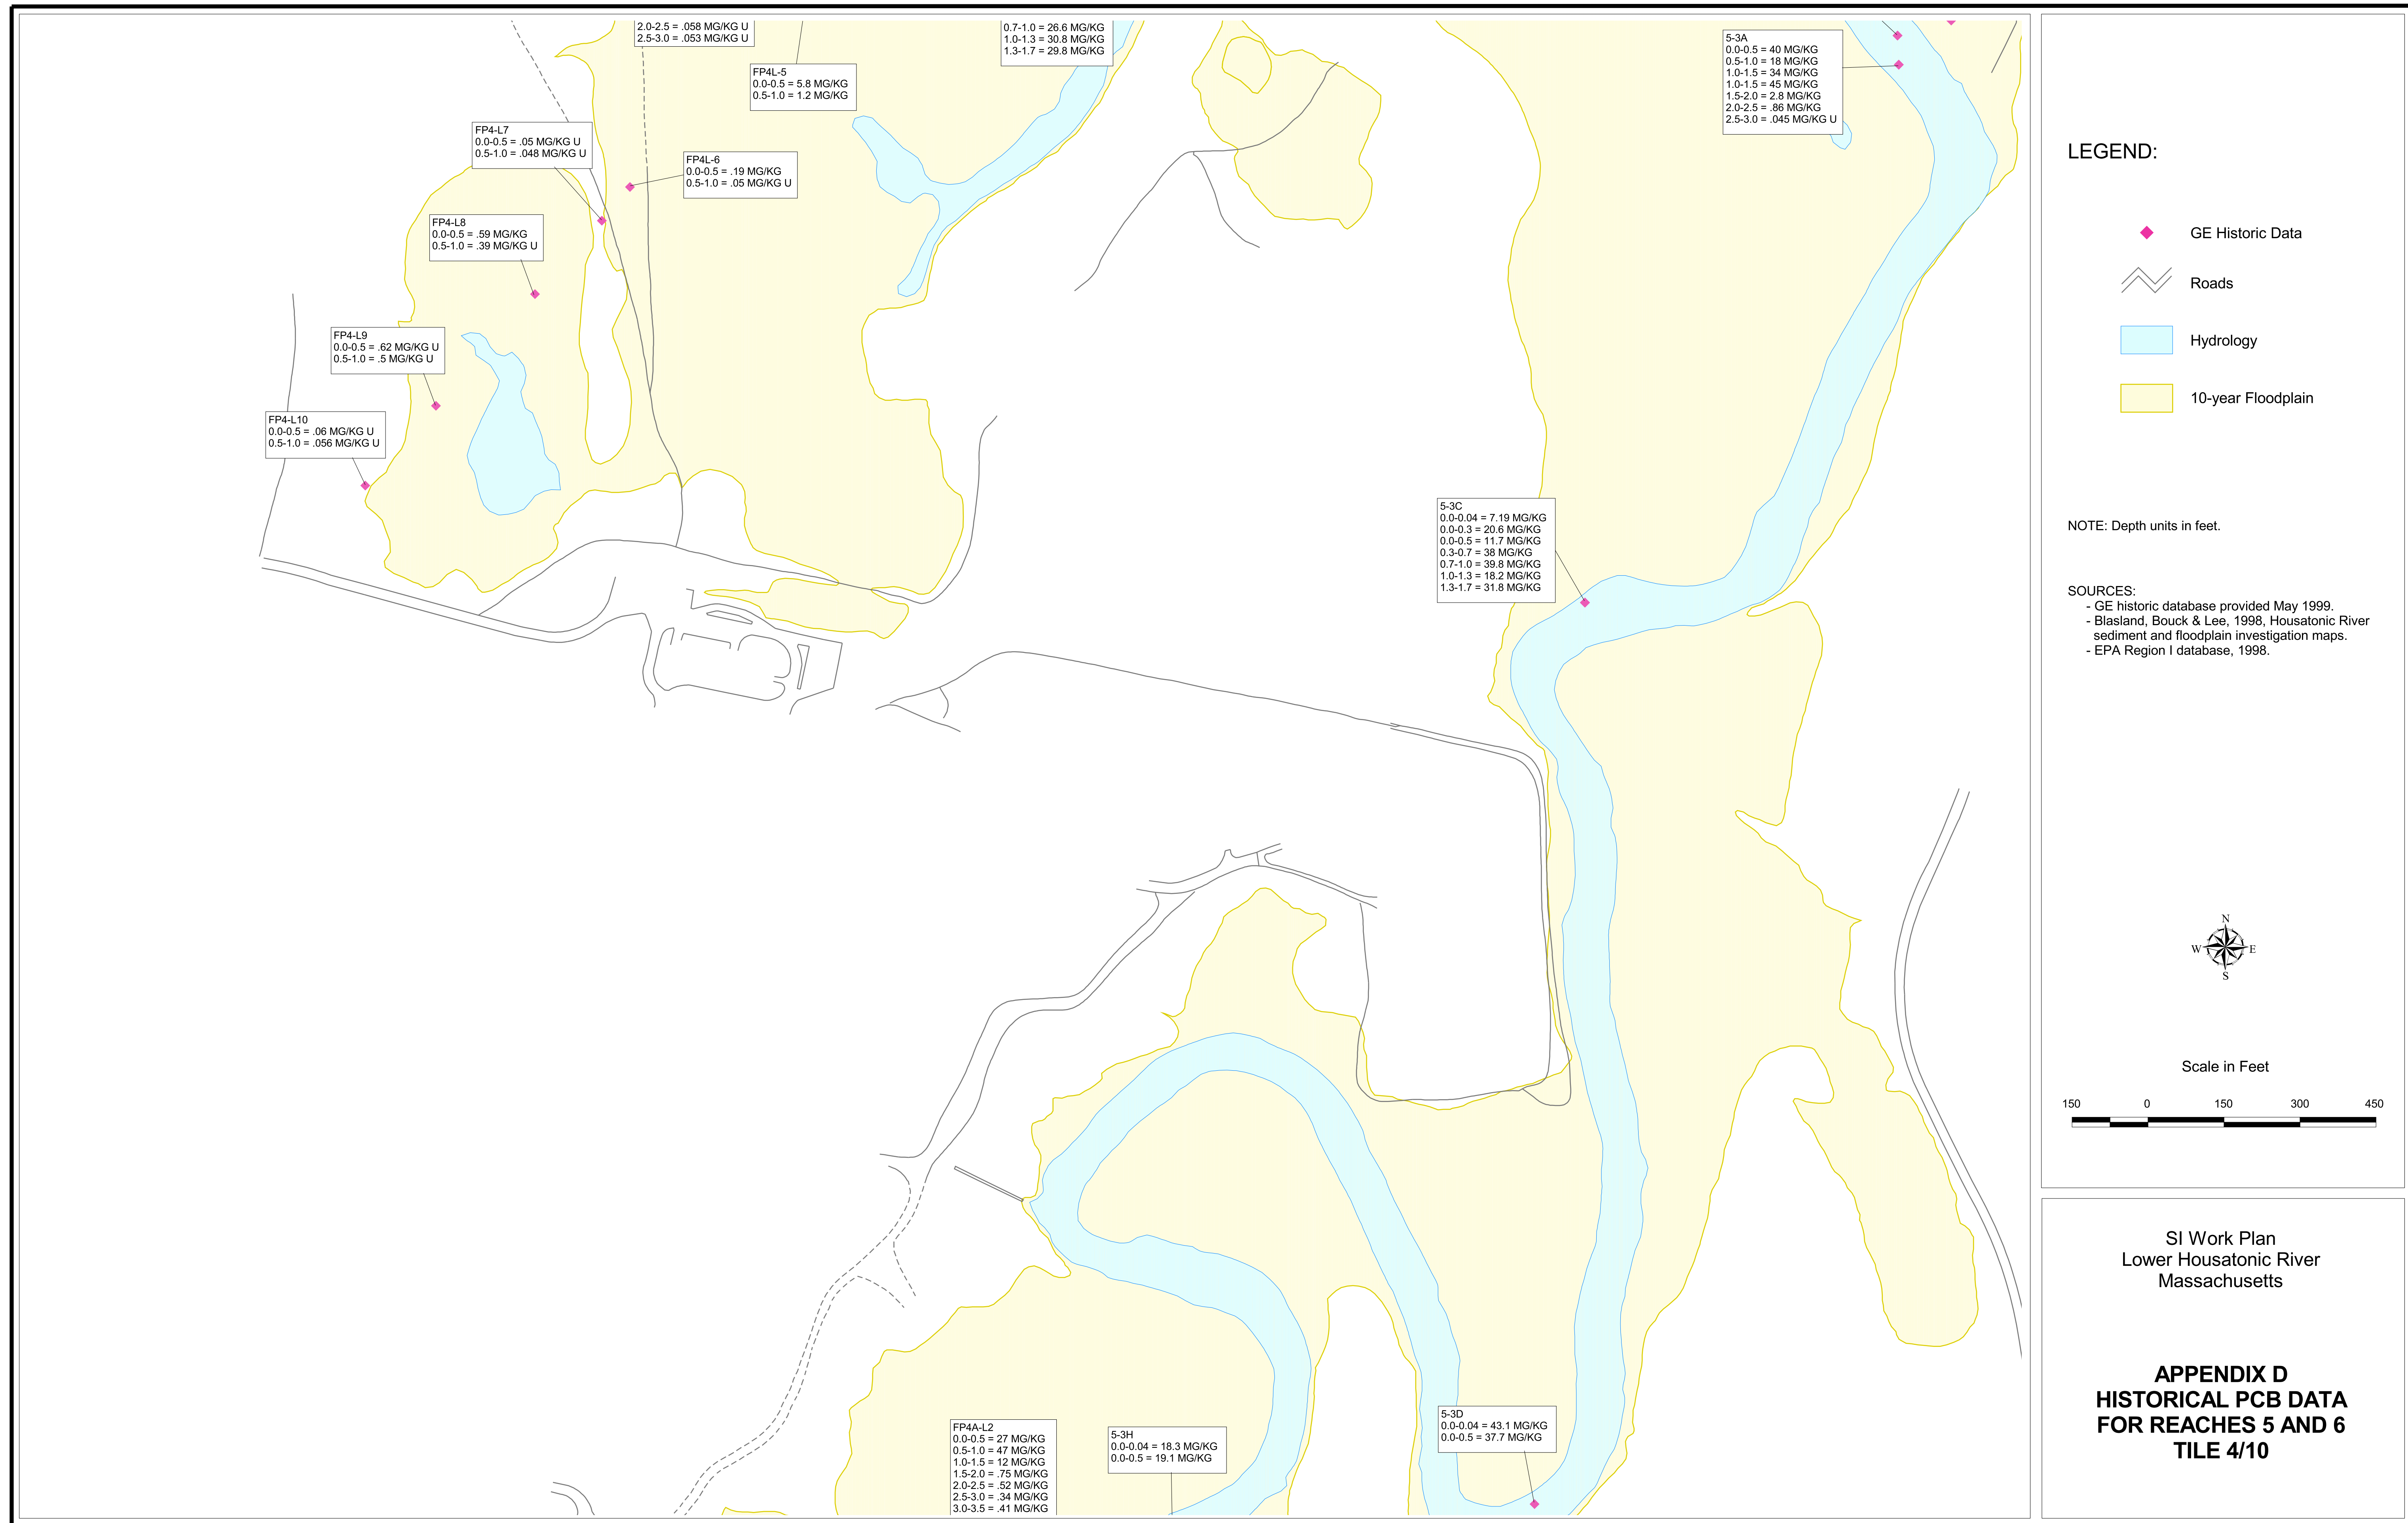 2.0-2.5 = .058 MG/KG U
2.5-3.0 = .053 MG/KG U
0.7-1.0 = 26.6 MG/KG
1.0-1.3 = 30.8 MG/KG
1.3-1.7 = 29.8 MG/KG
5-3A
0.0-0.5 = 40 MG/KG
0.5-1.0 = 18 MG/KG
1.0-1.5 = 34 MG/KG
1.0-1.5 = 45 MG/KG
1.5-2.0 = 2.8 MG/KG
2.0-2.5 = .86 MG/KG
2.5-3.0 = .045 MG/KG U
FP4L-5
0.0-0.5 = 5.8 MG/KG
0.5-1.0 = 1.2 MG/KG
FP4-L7
0.0-0.5 = .05 MG/KG U
0.5-1.0 = .048 MG/KG U
FP4L-6
0.0-0.5 = .19 MG/KG
0.5-1.0 = .05 MG/KG U
FP4-L8
0.0-0.5 = .59 MG/KG
0.5-1.0 = .39 MG/KG U
FP4-L9
0.0-0.5 = .62 MG/KG U
0.5-1.0 = .5 MG/KG U
FP4-L10
0.0-0.5 = .06 MG/KG U
0.5-1.0 = .056 MG/KG U
5-3C
0.0-0.04 = 7.19 MG/KG
0.0-0.3 = 20.6 MG/KG
0.0-0.5 = 11.7 MG/KG
0.3-0.7 = 38 MG/KG
0.7-1.0 = 39.8 MG/KG
1.0-1.3 = 18.2 MG/KG
1.3-1.7 = 31.8 MG/KG
FP4A-L2
0.0-0.5 = 27 MG/KG
0.5-1.0 = 47 MG/KG
1.0-1.5 = 12 MG/KG
1.5-2.0 = .75 MG/KG
2.0-2.5 = .52 MG/KG
2.5-3.0 = .34 MG/KG
3.0-3.5 = .41 MG/KG
5-3H
0.0-0.04 = 18.3 MG/KG
0.0-0.5 = 19.1 MG/KG
5-3D
0.0-0.04 = 43.1 MG/KG
0.0-0.5 = 37.7 MG/KG
LEGEND:
GE Historic Data
Roads
Hydrology
10-year Floodplain
NOTE: Depth units in feet.
SOURCES:
- GE historic database provided May 1999.
- Blasland, Bouck & Lee, 1998, Housatonic River
sediment and floodplain investigation maps.
- EPA Region I database, 1998.
N
W E
S
Scale in Feet
150 0 150 300 450
SI Work Plan
Lower Housatonic River
Massachusetts
APPENDIX D
HISTORICAL PCB DATA
FOR REACHES 5 AND 6
TILE 4/10